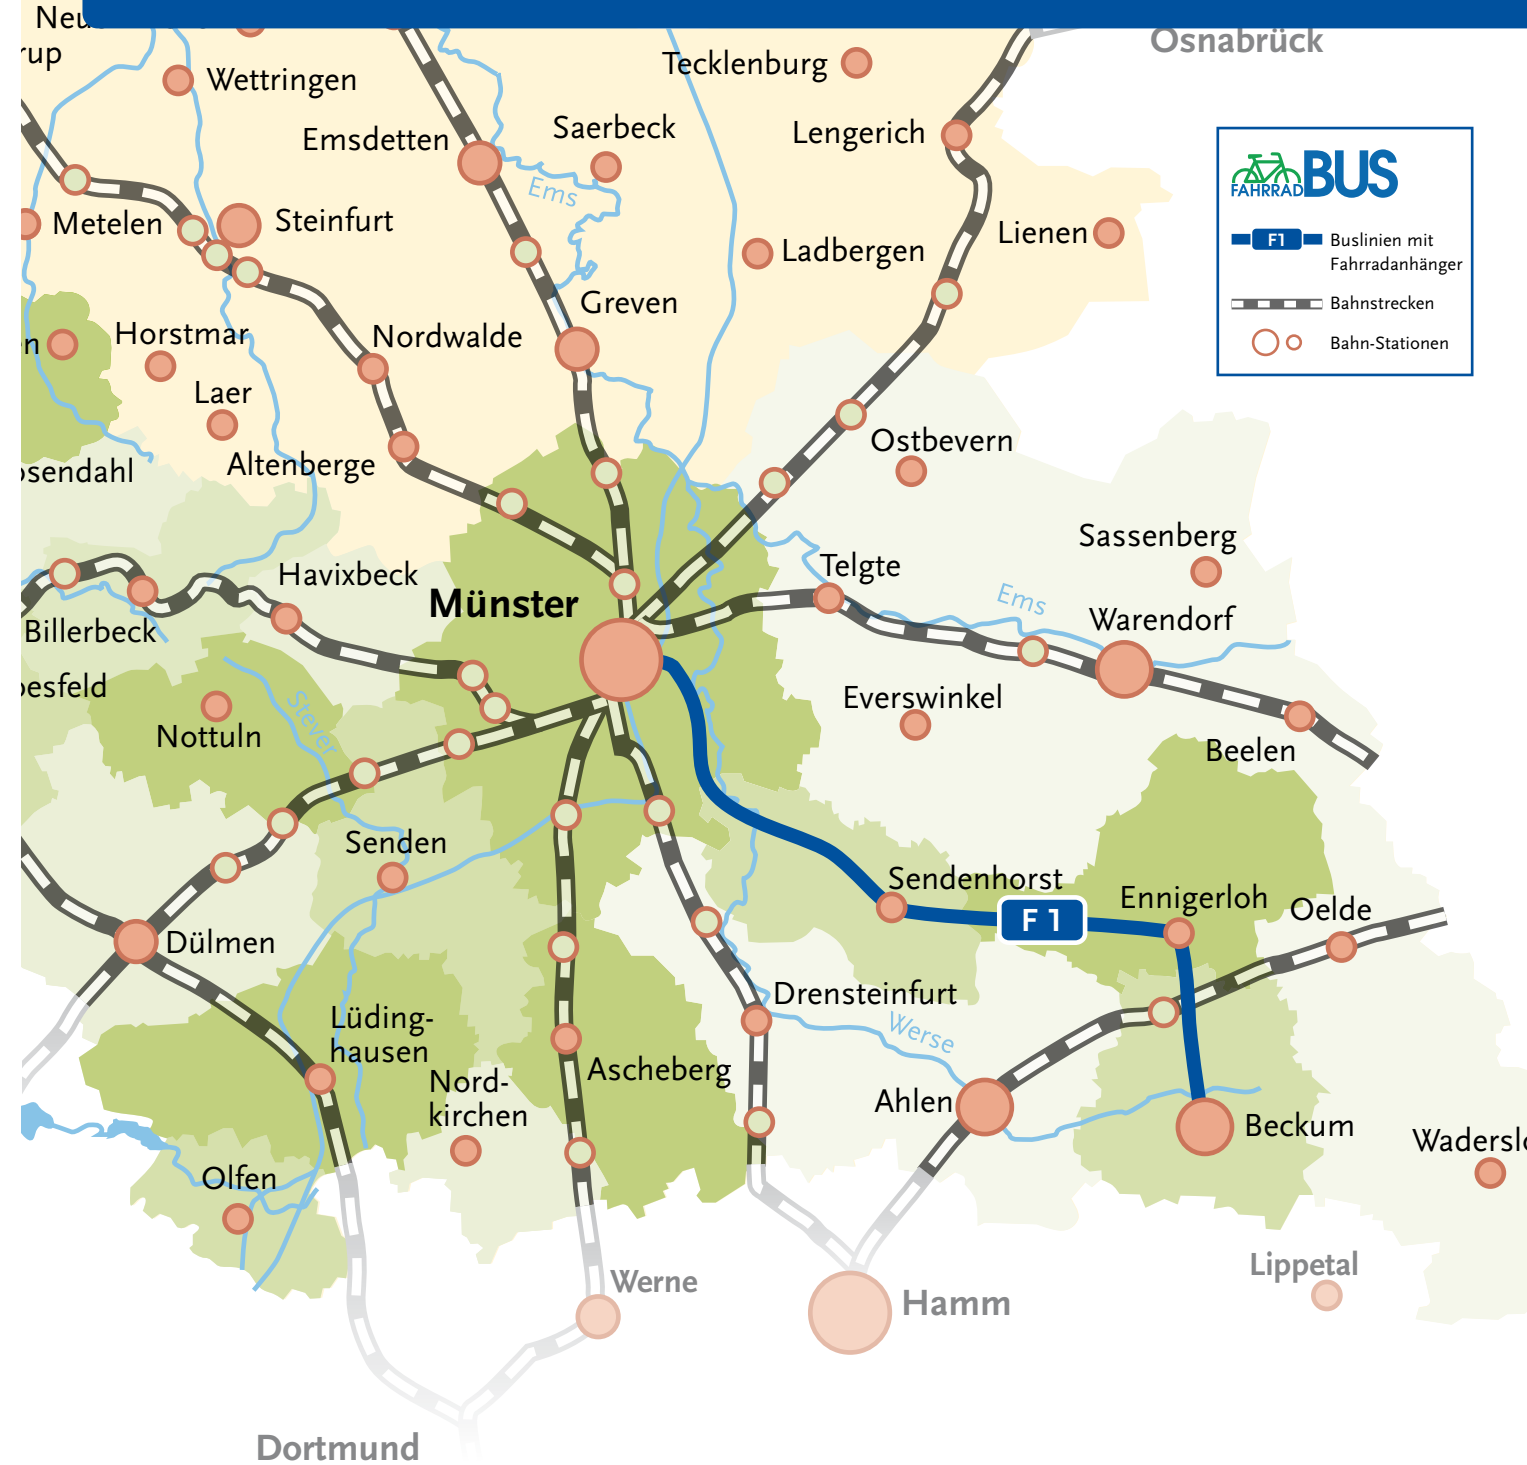 Osnabrück
Tecklenburg
Wettringen
Saerbeck
Lengerich
Emsdetten
Ems
FAHRRAD BUS
F1
Buslinien mit
Fahrradanhänger
Bahnstrecken
Bahn-Stationen
Metelen
Steinfurt
Lienen
Ladbergen
Greven
Horstmar
Nordwalde
Laer
Altenberge
Ostbevern
Sassenberg
Havixbeck
Telgte
Münster
Ems
Warendorf
Billerbeck
Everswinkel
Stever
Nottuln
Beelen
Senden
Sendenhorst
Ennigerloh
Oelde
F 1
Dülmen
Drensteinfurt
Lüding-
hausen
Werse
Ascheberg
Nord-
kirchen
Ahlen
Beckum
Olfen
Lippetal
Werne
Hamm
Dortmund